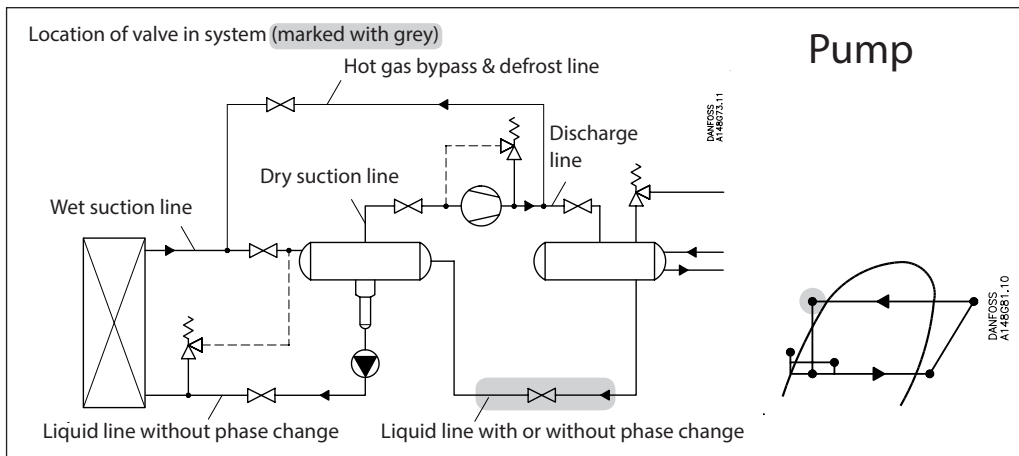 Location of valve in system (marked with grey)
Pump
Hot gas bypass & defrost line
DANFOSS
A148G73.11
Discharge
line
Dry suction line
Wet suction line
DANFOSS
A148G81.10
Liquid line without phase change
Liquid line with or without phase change